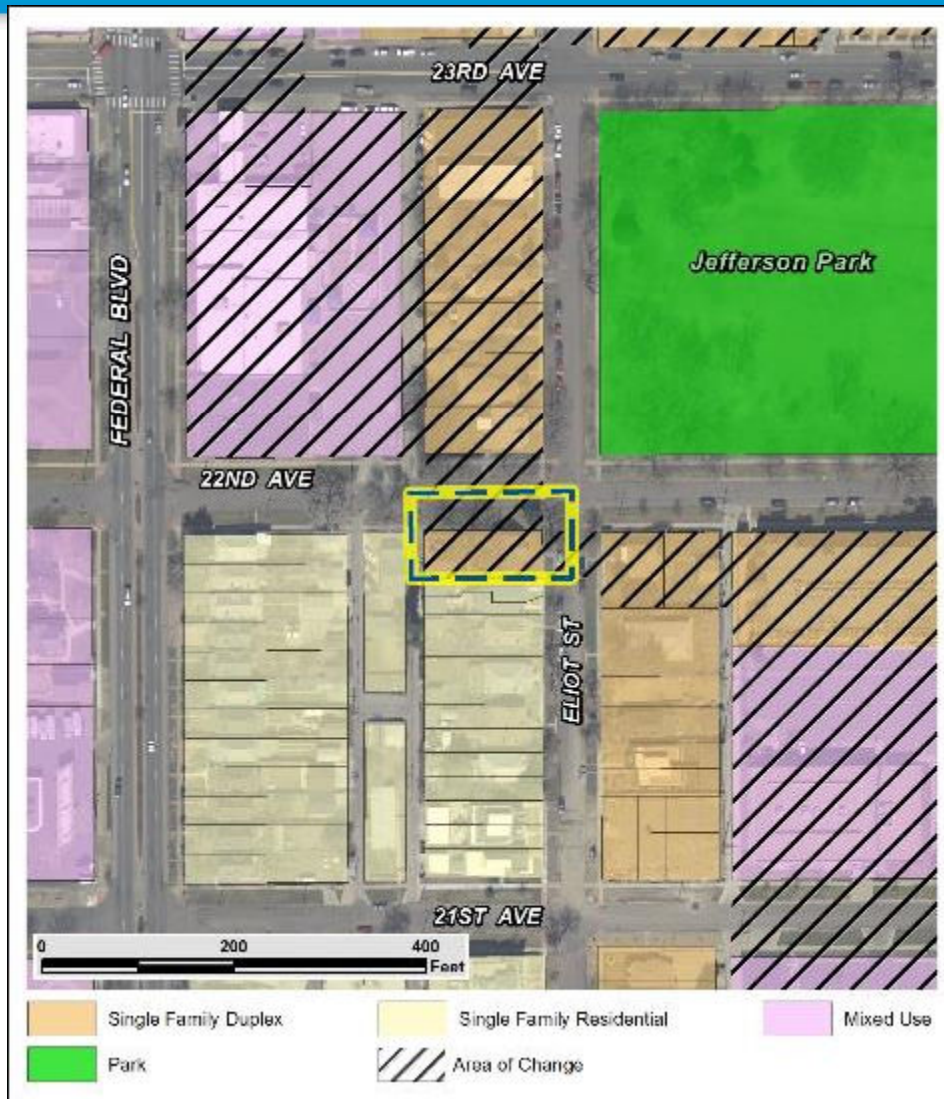 23RD AVE
Jefferson Park
FEDERAL BLVD
22ND AVE
ELIOT ST
21ST AVE
0 200 400
Feet
Single Family Duplex
Single Family Residential
Mixed Use
Park
Area of Change